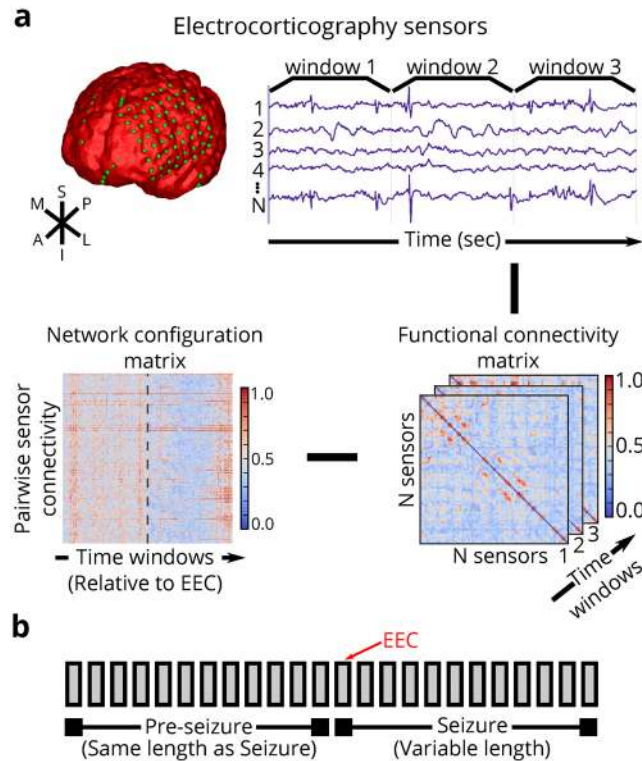 a
Electrocorticography sensors
window 1 window 2 window 3
1
2
3
4
N
S
M P
A L
I
Time (sec)
Network configuration
matrix
Pairwise sensor
connectivity
1.0
0.5
0.0
Time windows
(Relative to EEC)
Functional connectivity
matrix
N sensors
1.0
0.5
0.0
N sensors 1 2 3
Time
windows
b
EEC
Pre-seizure
(Same length as Seizure)
Seizure
(Variable length)